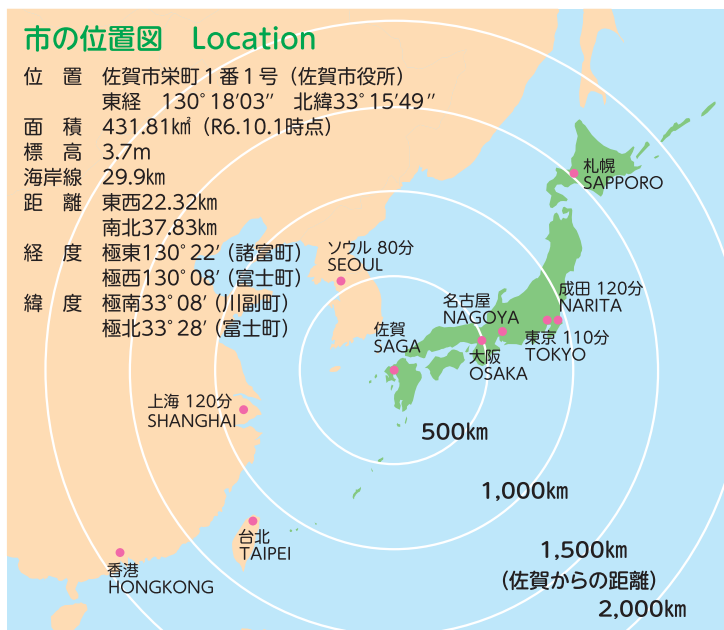 市の位置図 Location
位 置 佐賀市栄町1番1号（佐賀市役所）
東経 130°18′03″ 北緯33°15′49″
面 積 431.81㎢（R6.10.1時点）
標 高 3.7m
海岸線 29.9㎞
距 離 東西22.32㎞
南北37.83㎞
経 度 極東130°22′（諸富町）
極西130°08′（富士町）
緯 度 極南33°08′（川副町）
極北33°28′（富士町）
札幌
SAPPORO
ソウル 80分
SEOUL
成田 120分
NARITA
名古屋
NAGOYA
佐賀
SAGA
東京 110分
TOKYO
大阪
OSAKA
上海 120分
SHANGHAI
500㎞
1,000㎞
台北
TAIPEI
1,500㎞
香港
HONGKONG
（佐賀からの距離）
2,000㎞